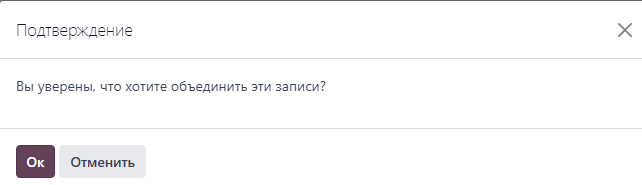 Подтверждение
Вы уверены, что хотите объединить эти записи?
Ок Отменить